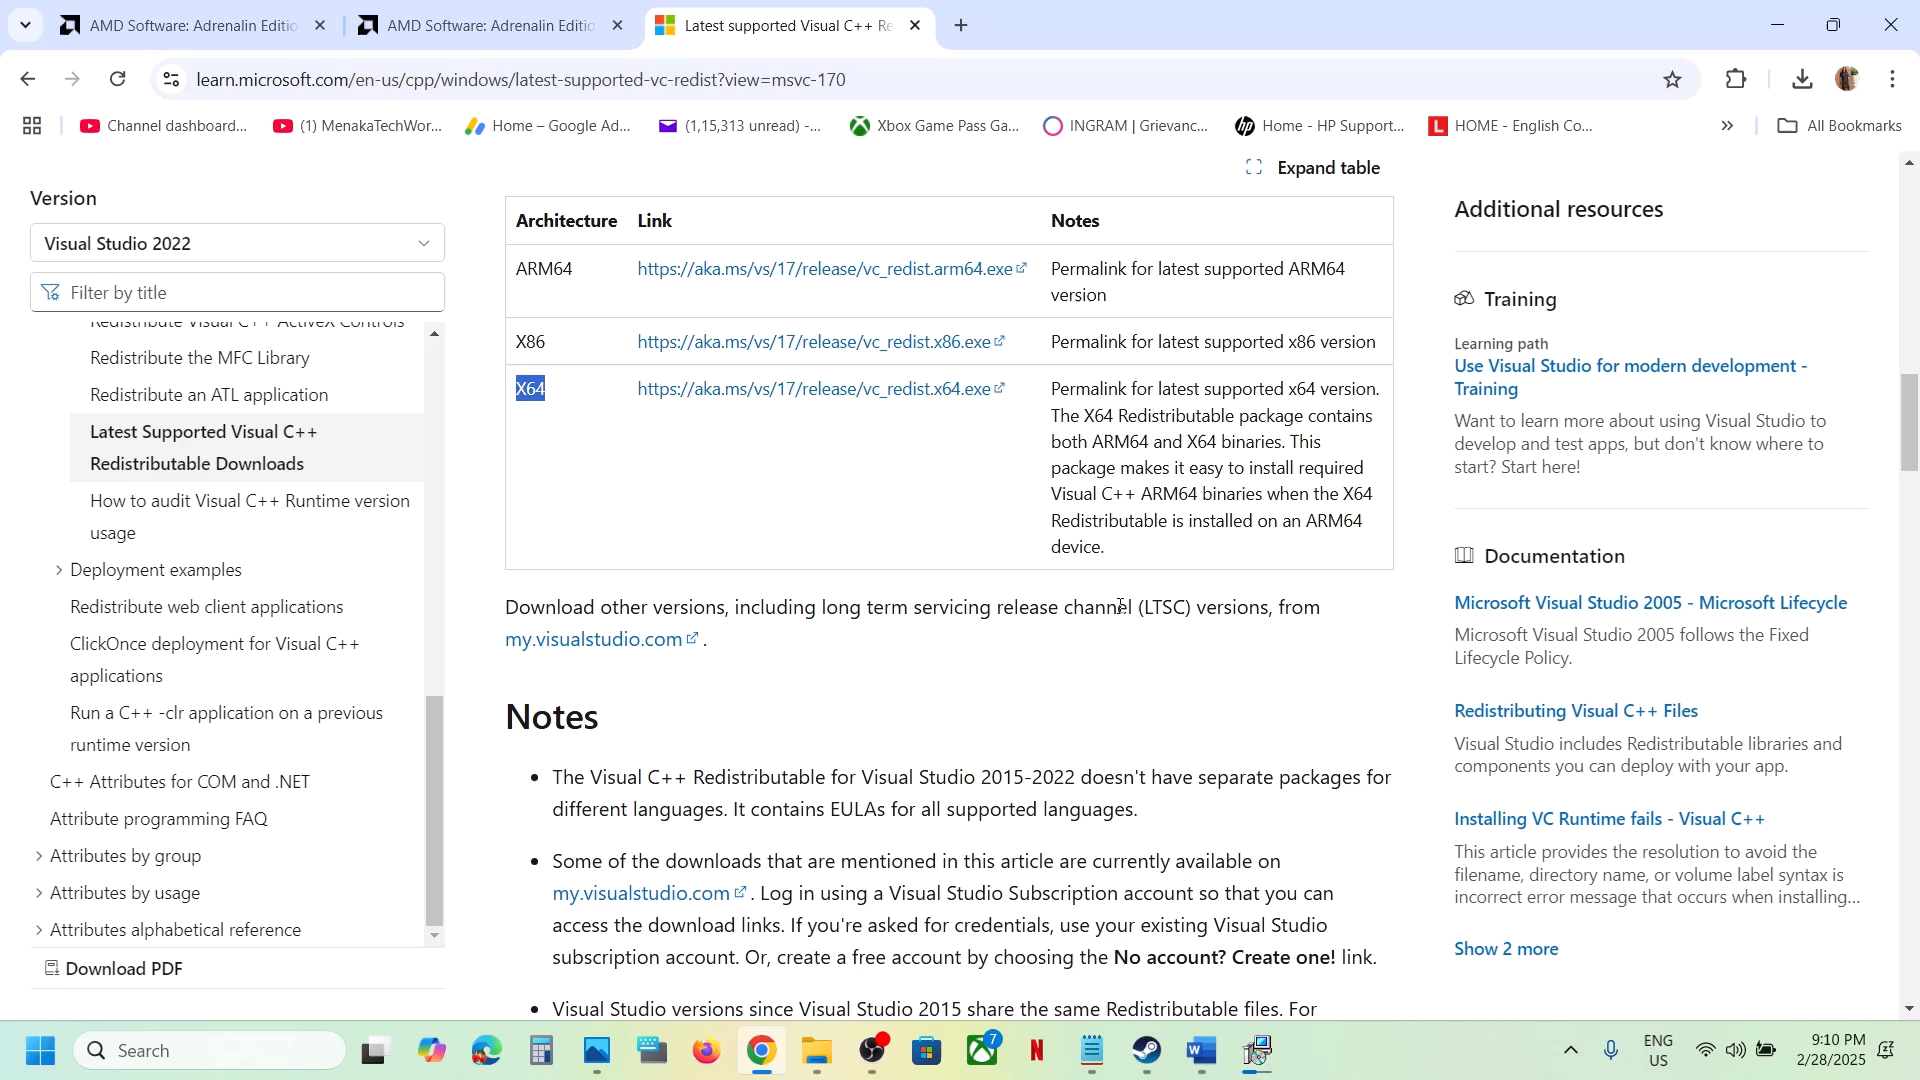 AMD Software: Adrenalin Editio
AMD Software: Adrenalin Editio
Latest supported Visual C++ Re
learn.microsoft.com/en-us/cpp/windows/latest-supported-vc-redist?view=msvc-170
Channel dashboard...
(1) MenakaTechWor...
Home – Google Ad...
(1,15,313 unread) -...
Xbox Game Pass Ga...
INGRAM | Grievanc...
Home - HP Support...
HOME - English Co...
All Bookmarks
Version
Visual Studio 2022
Filter by title
Redistribute Visual C++ ActiveX Controls
Redistribute the MFC Library
Redistribute an ATL application
Latest Supported Visual C++
Redistributable Downloads
How to audit Visual C++ Runtime version
usage
Deployment examples
Redistribute web client applications
ClickOnce deployment for Visual C++
applications
Run a C++ -clr application on a previous
runtime version
C++ Attributes for COM and .NET
Attribute programming FAQ
Attributes by group
Attributes by usage
Attributes alphabetical reference
Download PDF
Expand table
Architecture Link Notes
ARM64 https://aka.ms/vs/17/release/vc_redist.arm64.exe Permalink for latest supported ARM64
version
X86 https://aka.ms/vs/17/release/vc_redist.x86.exe Permalink for latest supported x86 version
X64 https://aka.ms/vs/17/release/vc_redist.x64.exe Permalink for latest supported x64 version.
The X64 Redistributable package contains
both ARM64 and X64 binaries. This
package makes it easy to install required
Visual C++ ARM64 binaries when the X64
Redistributable is installed on an ARM64
device.
Download other versions, including long term servicing release channel (LTSC) versions, from
my.visualstudio.com .
Notes
• The Visual C++ Redistributable for Visual Studio 2015-2022 doesn't have separate packages for
different languages. It contains EULAs for all supported languages.
• Some of the downloads that are mentioned in this article are currently available on
my.visualstudio.com . Log in using a Visual Studio Subscription account so that you can
access the download links. If you're asked for credentials, use your existing Visual Studio
subscription account. Or, create a free account by choosing the No account? Create one! link.
• Visual Studio versions since Visual Studio 2015 share the same Redistributable files. For
Additional resources
Training
Learning path
Use Visual Studio for modern development -
Training
Want to learn more about using Visual Studio to
develop and test apps, but don't know where to
start? Start here!
Documentation
Microsoft Visual Studio 2005 - Microsoft Lifecycle
Microsoft Visual Studio 2005 follows the Fixed
Lifecycle Policy.
Redistributing Visual C++ Files
Visual Studio includes Redistributable libraries and
components you can deploy with your app.
Installing VC Runtime fails - Visual C++
This article provides the resolution to avoid the
filename, directory name, or volume label syntax is
incorrect error message that occurs when installing...
Show 2 more
Search
7
ENG
US
9:10 PM
2/28/2025